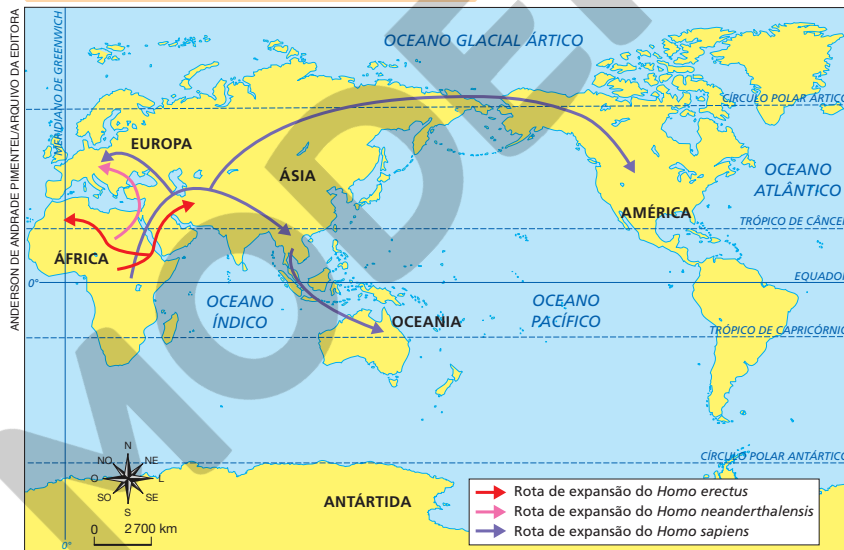 ANDERSON DE ANDRADE PIMENTEL/ARQUIVO DA EDITORA
MERIDIANO DE GREENWICH
OCEANO GLACIAL ÁRTICO
CÍRCULO POLAR ÁRTICO
EUROPA
ÁSIA
OCEANO
ATLÂNTICO
AMÉRICA
TRÓPICO DE CÂNCER
ÁFRICA
EQUADOR
0°
OCEANO
ÍNDICO
OCEANO
PACÍFICO
OCEANIA
TRÓPICO DE CAPRICÓRNIO
CÍRCULO POLAR ANTÁRTICO
N
NO NE
O L
SO SE
S
ANTÁRTIDA
0 2 700 km
0°
Rota de expansão do Homo erectus
Rota de expansão do Homo neanderthalensis
Rota de expansão do Homo sapiens